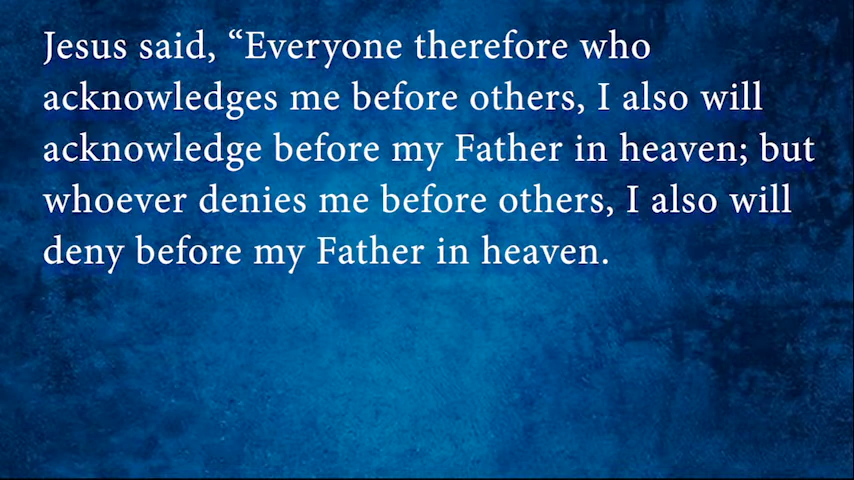 Jesus said, “Everyone therefore who
acknowledges me before others, I also will
acknowledge before my Father in heaven; but
whoever denies me before others, I also will
deny before my Father in heaven.